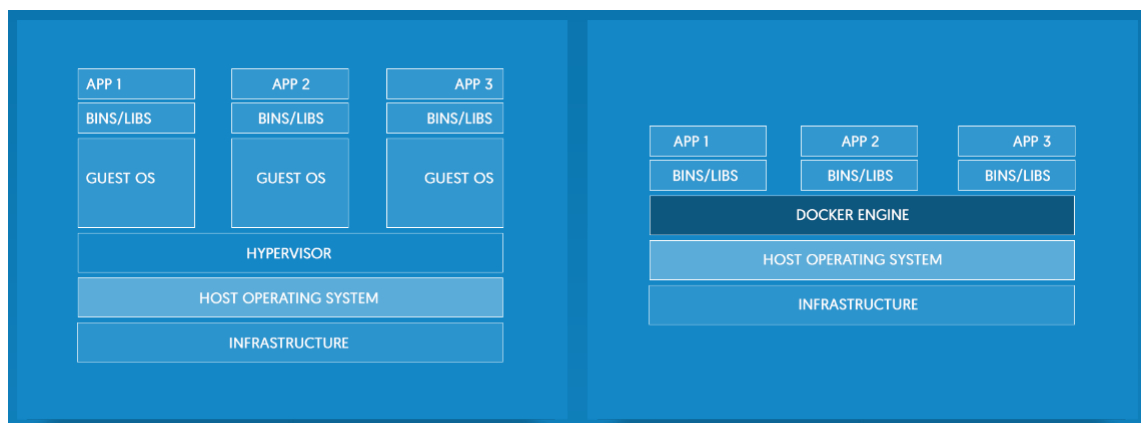 APP 1
APP 2
APP 3
BINS/LIBS
BINS/LIBS
BINS/LIBS
GUEST OS
GUEST OS
GUEST OS
HYPERVISOR
HOST OPERATING SYSTEM
INFRASTRUCTURE
APP 1
APP 2
APP 3
BINS/LIBS
BINS/LIBS
BINS/LIBS
DOCKER ENGINE
HOST OPERATING SYSTEM
INFRASTRUCTURE